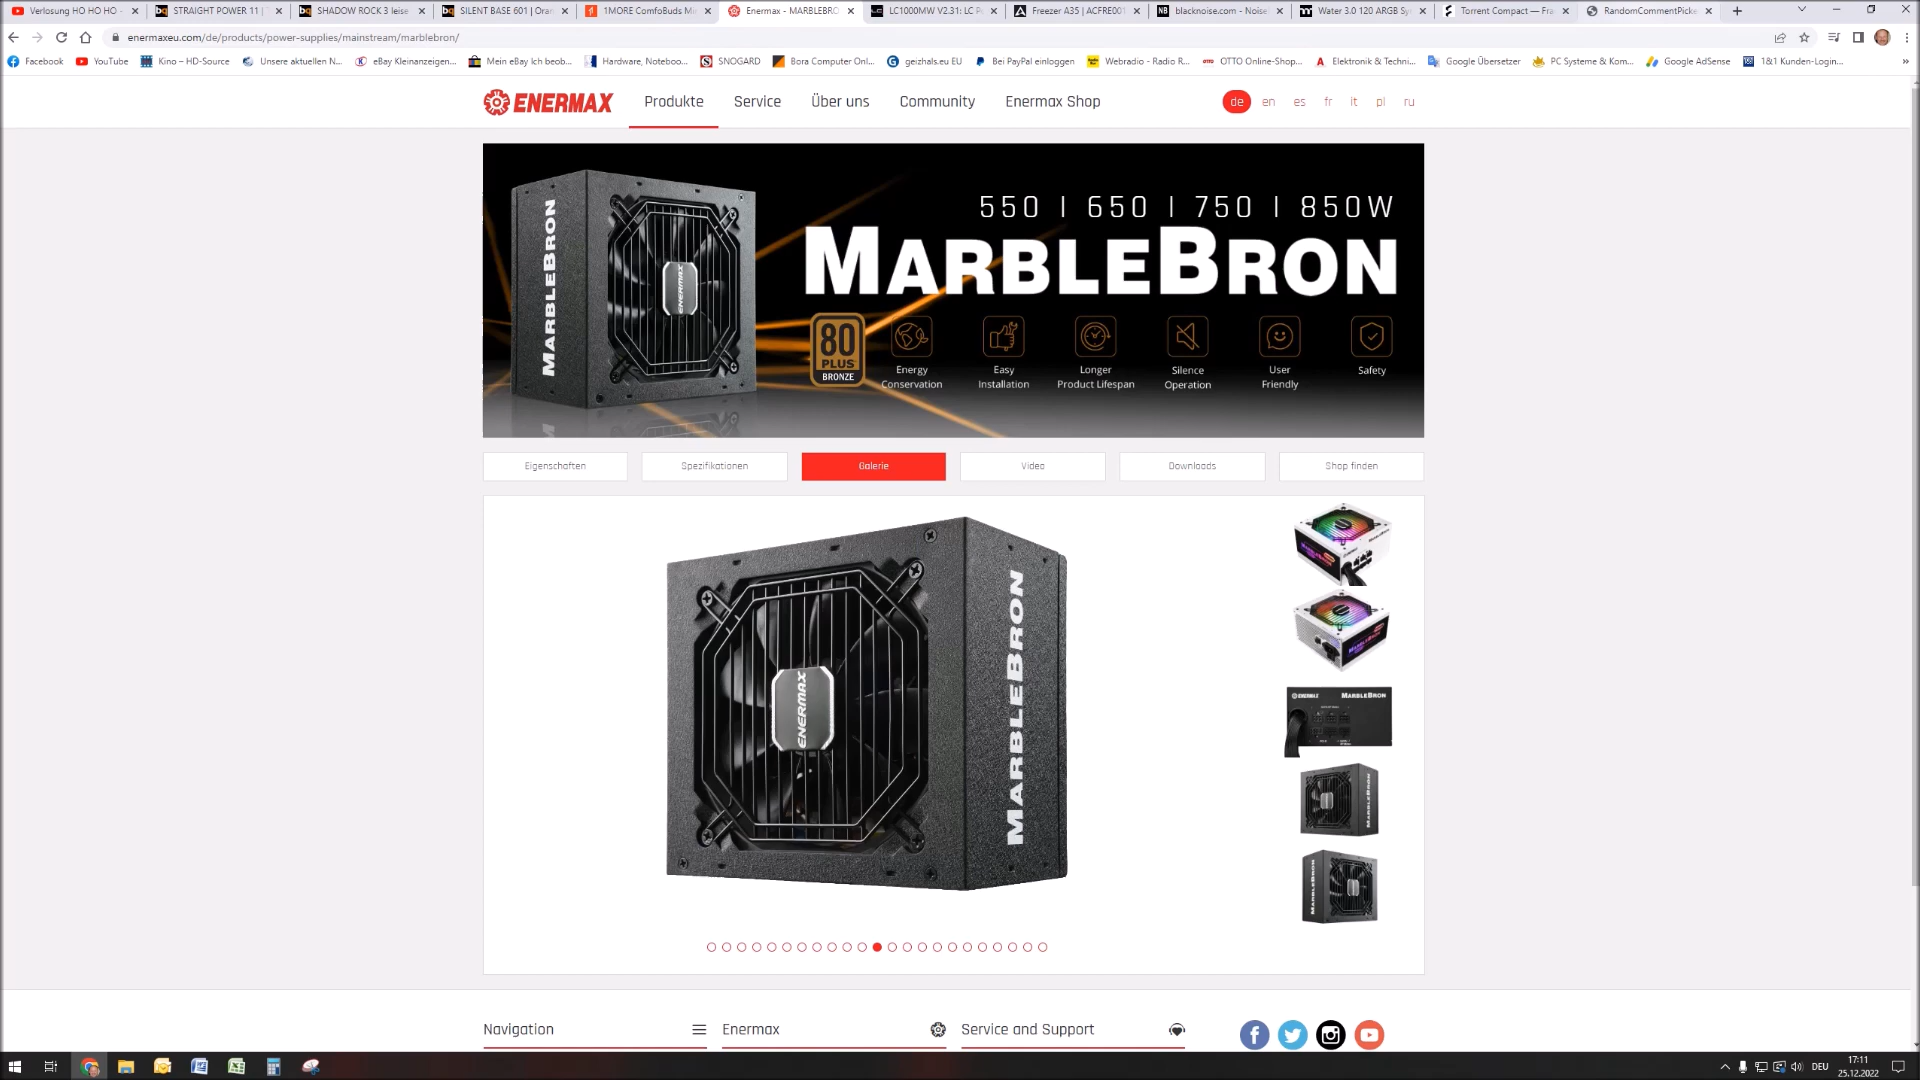 Verlosung HO HO HO -
STRAIGHT POWER 11 |
SHADOW ROCK 3 leise
SILENT BASE 601 | Oran
1MORE ComfoBuds Mi
Enermax - MARBLEBRO
LC1000MW V2.31: LC P
Freezer A35 | ACFRE001
blacknoise.com - Noise
Water 3.0 120 ARGB Sy
Torrent Compact — Fra
RandomCommentPicke
enermaxeu.com/de/products/power-supplies/mainstream/marblebron/
Facebook
YouTube
Kino – HD-Source
Unsere aktuellen N...
eBay Kleinanzeigen...
Mein eBay Ich beob...
Hardware, Noteboo...
SNOGARD
Bora Computer Onl...
geizhals.eu EU
Bei PayPal einloggen
Webradio - Radio R...
OTTO Online-Shop...
Elektronik & Techni...
Google Übersetzer
PC Systeme & Kom...
Google AdSense
1&1 Kunden-Login...
ENERMAX
Produkte
Service
Über uns
Community
Enermax Shop
de
en
es
fr
it
pl
ru
550 | 650 | 750 | 850W
MARBLEBRON
MARBLEBRON
ENERMAX
80
PLUS
BRONZE
Energy
Conservation
Easy
Installation
Longer
Product Lifespan
Silence
Operation
User
Friendly
Safety
Eigenschaften
Spezifikationen
Galerie
Video
Downloads
Shop finden
ENERMAX
MARBLEBRON
ENERMAX
MARBLEBRON
MARBLEBRON
MARBLEBRON
Navigation
Enermax
Service and Support
DEU
17:11
25.12.2022